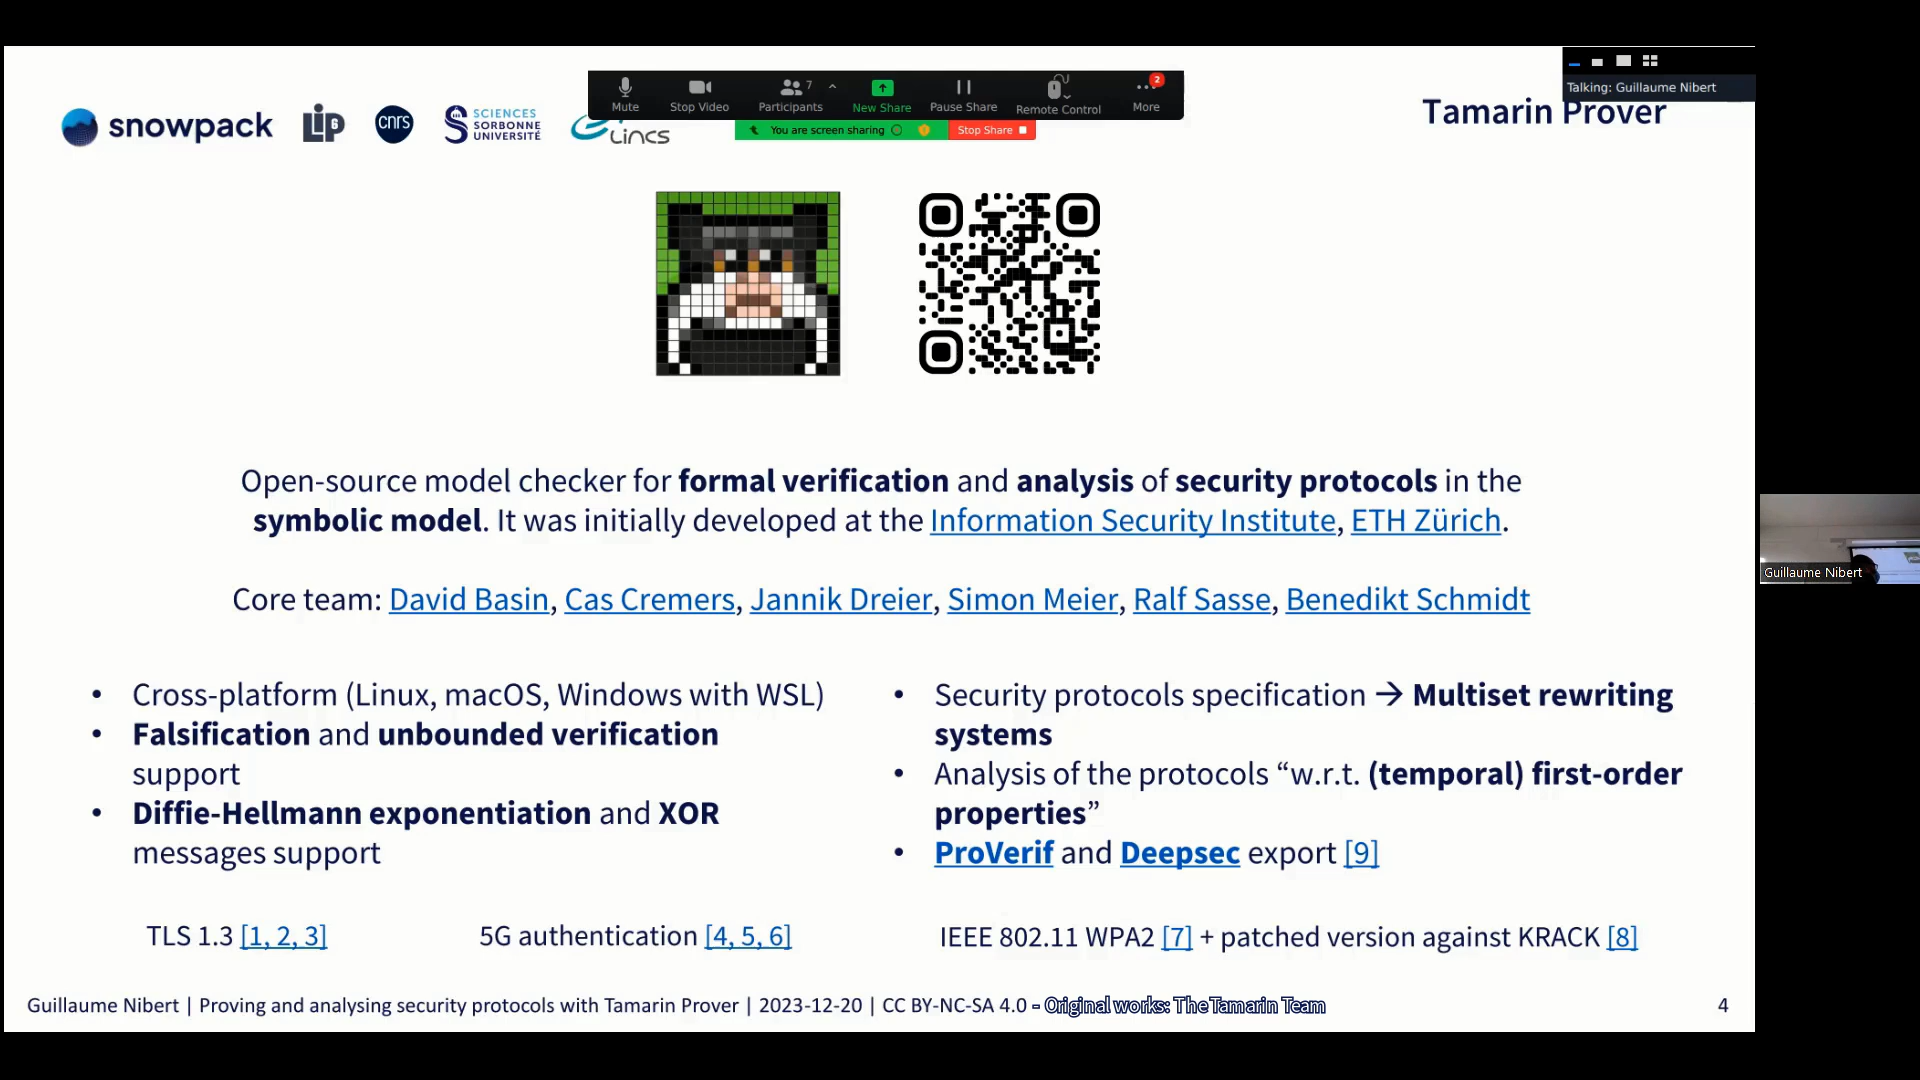 Mute
Stop Video
7
Participants
New Share
Pause Share
Remote Control
2
More
You are screen sharing
Stop Share
Talking: Guillaume Nibert
snowpack
LIP6
cnrs
SCIENCES
SORBONNE
UNIVERSITÉ
LINCS
Tamarin Prover
Open-source model checker for formal verification and analysis of security protocols in the
symbolic model. It was initially developed at the Information Security Institute, ETH Zürich.
Guillaume Nibert
Core team: David Basin, Cas Cremers, Jannik Dreier, Simon Meier, Ralf Sasse, Benedikt Schmidt
• Cross-platform (Linux, macOS, Windows with WSL)
• Falsification and unbounded verification
support
• Diffie-Hellmann exponentiation and XOR
messages support
• Security protocols specification → Multiset rewriting
systems
• Analysis of the protocols “w.r.t. (temporal) first-order
properties”
• ProVerif and Deepsec export [9]
TLS 1.3 [1, 2, 3]
5G authentication [4, 5, 6]
IEEE 802.11 WPA2 [7] + patched version against KRACK [8]
Guillaume Nibert | Proving and analysing security protocols with Tamarin Prover | 2023-12-20 | CC BY-NC-SA 4.0 - Original works: The Tamarin Team
4